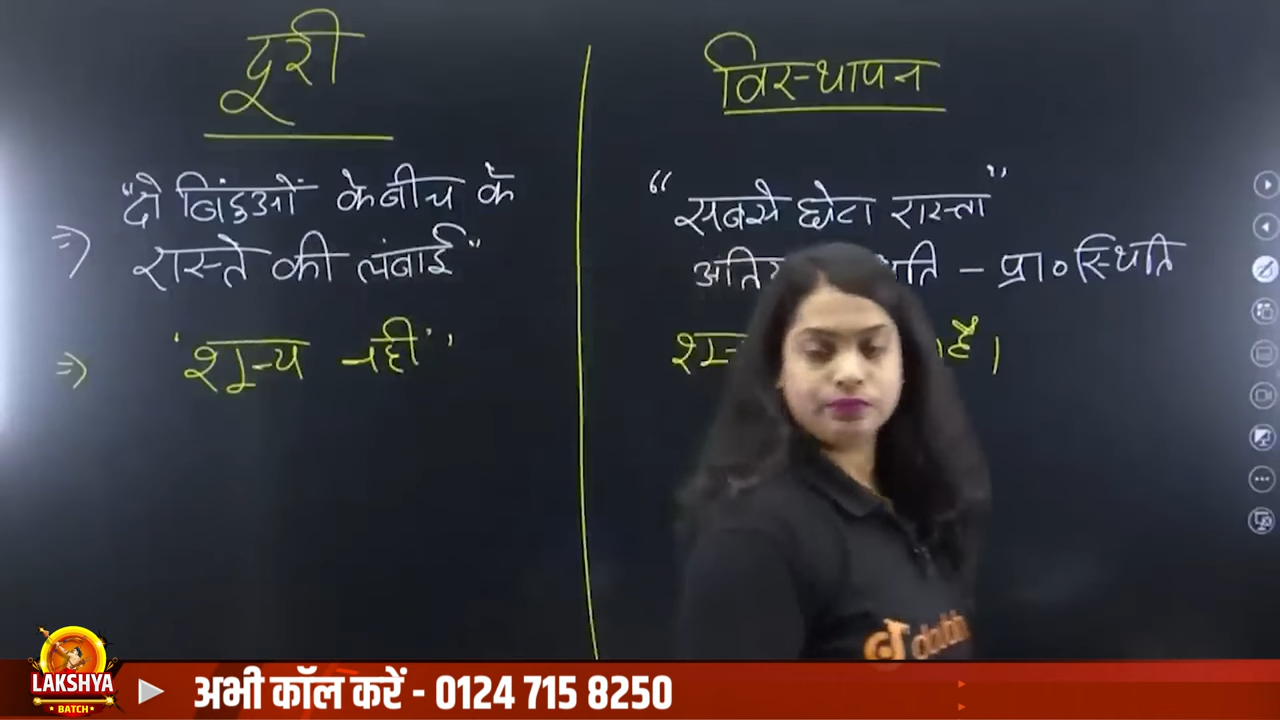 दूरी
विस्थापन
"दो बिंदुओं के बीच के
⇒ रास्ते की लंबाई"
"सबसे छोटा रास्ता"
– प्रा० स्थिति
⇒ 'शून्य नही''
है।
LAKSHYA
BATCH
अभी कॉल करें - 0124 715 8250